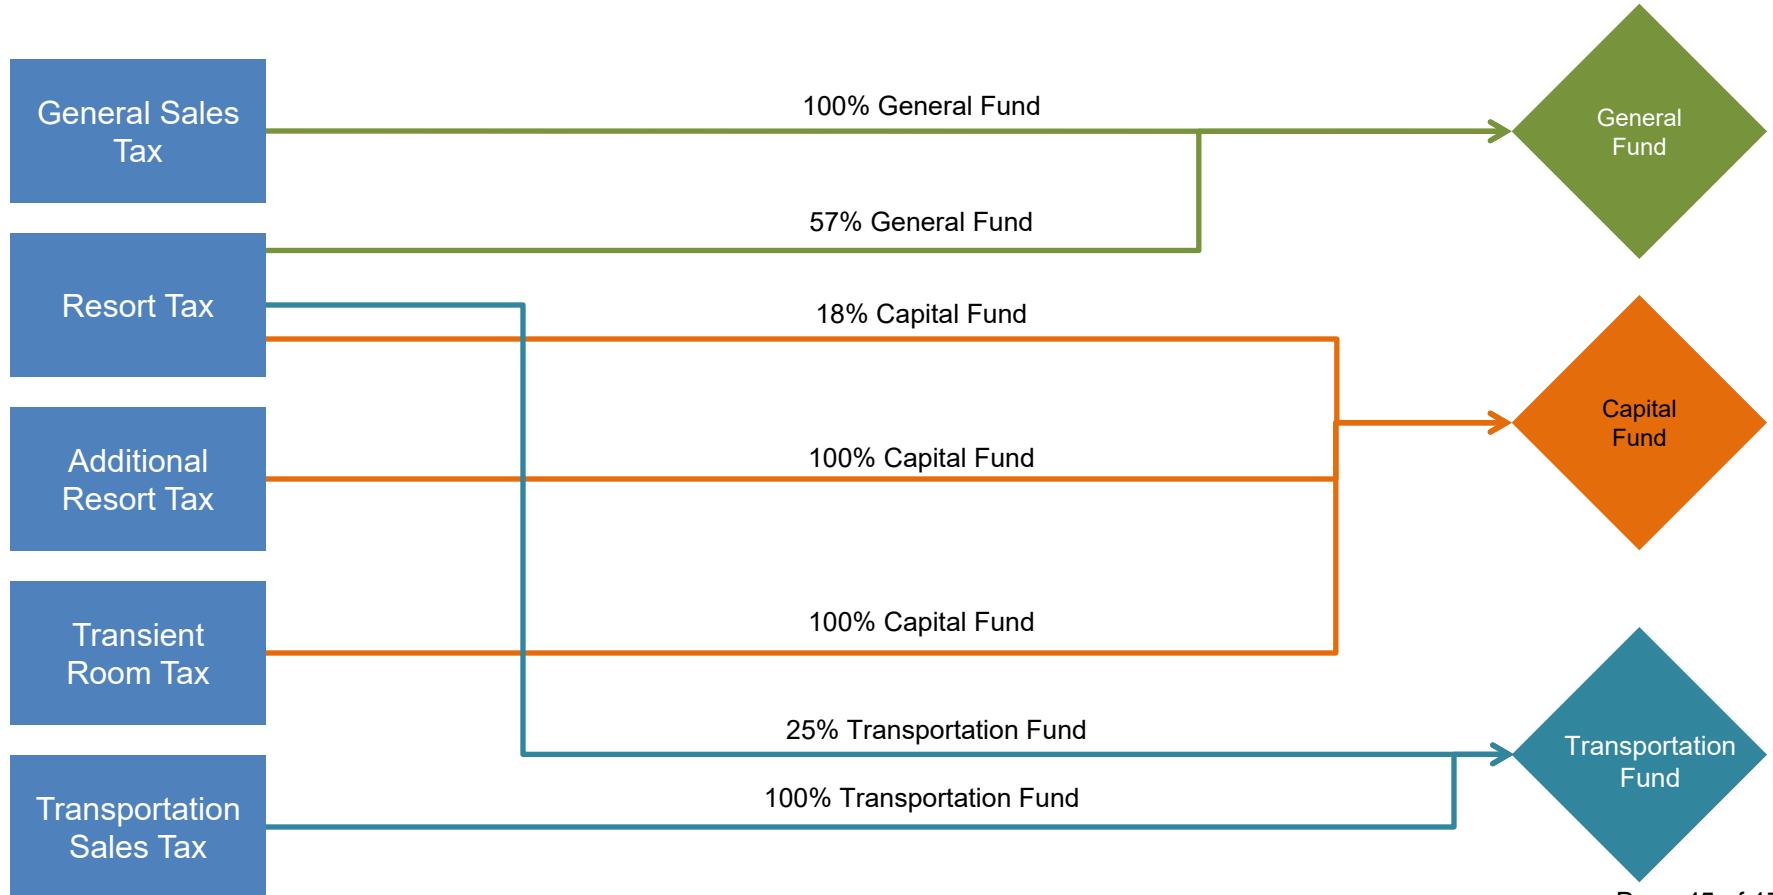 General Sales
Tax
100% General Fund
General
Fund
57% General Fund
Resort Tax
18% Capital Fund
Capital
Fund
Additional
Resort Tax
100% Capital Fund
Transient
Room Tax
100% Capital Fund
25% Transportation Fund
Transportation
Fund
100% Transportation Fund
Transportation
Sales Tax